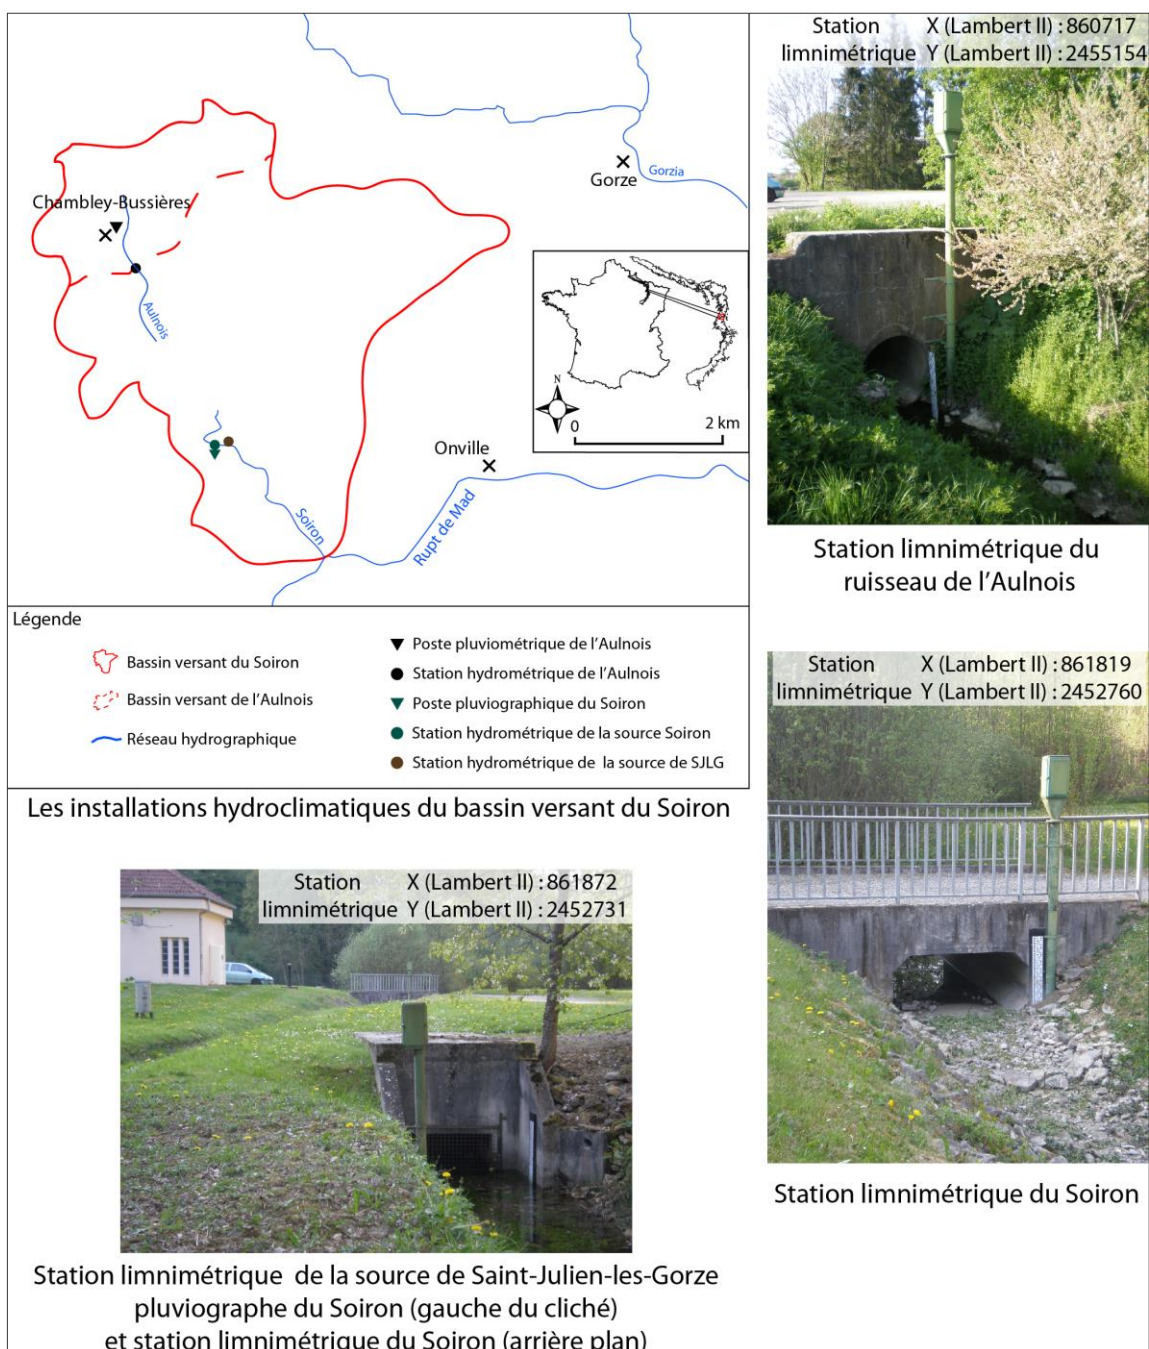 Station X (Lambert II) : 860717
limnimétrique Y (Lambert II) : 2455154
Gorze
Gorzia
Chambley-Bussières
Aulnois
N
0 2 km
Onville
Soiron
Rupt de Mad
Station limnimétrique du
ruisseau de l'Aulnois
Légende
Bassin versant du Soiron
Bassin versant de l'Aulnois
Réseau hydrographique
Poste pluviométrique de l'Aulnois
Station hydrométrique de l'Aulnois
Poste pluviographique du Soiron
Station hydrométrique de la source Soiron
Station hydrométrique de la source de SJLG
Les installations hydroclimatiques du bassin versant du Soiron
Station X (Lambert II) : 861819
limnimétrique Y (Lambert II) : 2452760
Station limnimétrique du Soiron
Station X (Lambert II) : 861872
limnimétrique Y (Lambert II) : 2452731
Station limnimétrique de la source de Saint-Julien-les-Gorze
pluviographe du Soiron (gauche du cliché)
et station limnimétrique du Soiron (arrière plan)